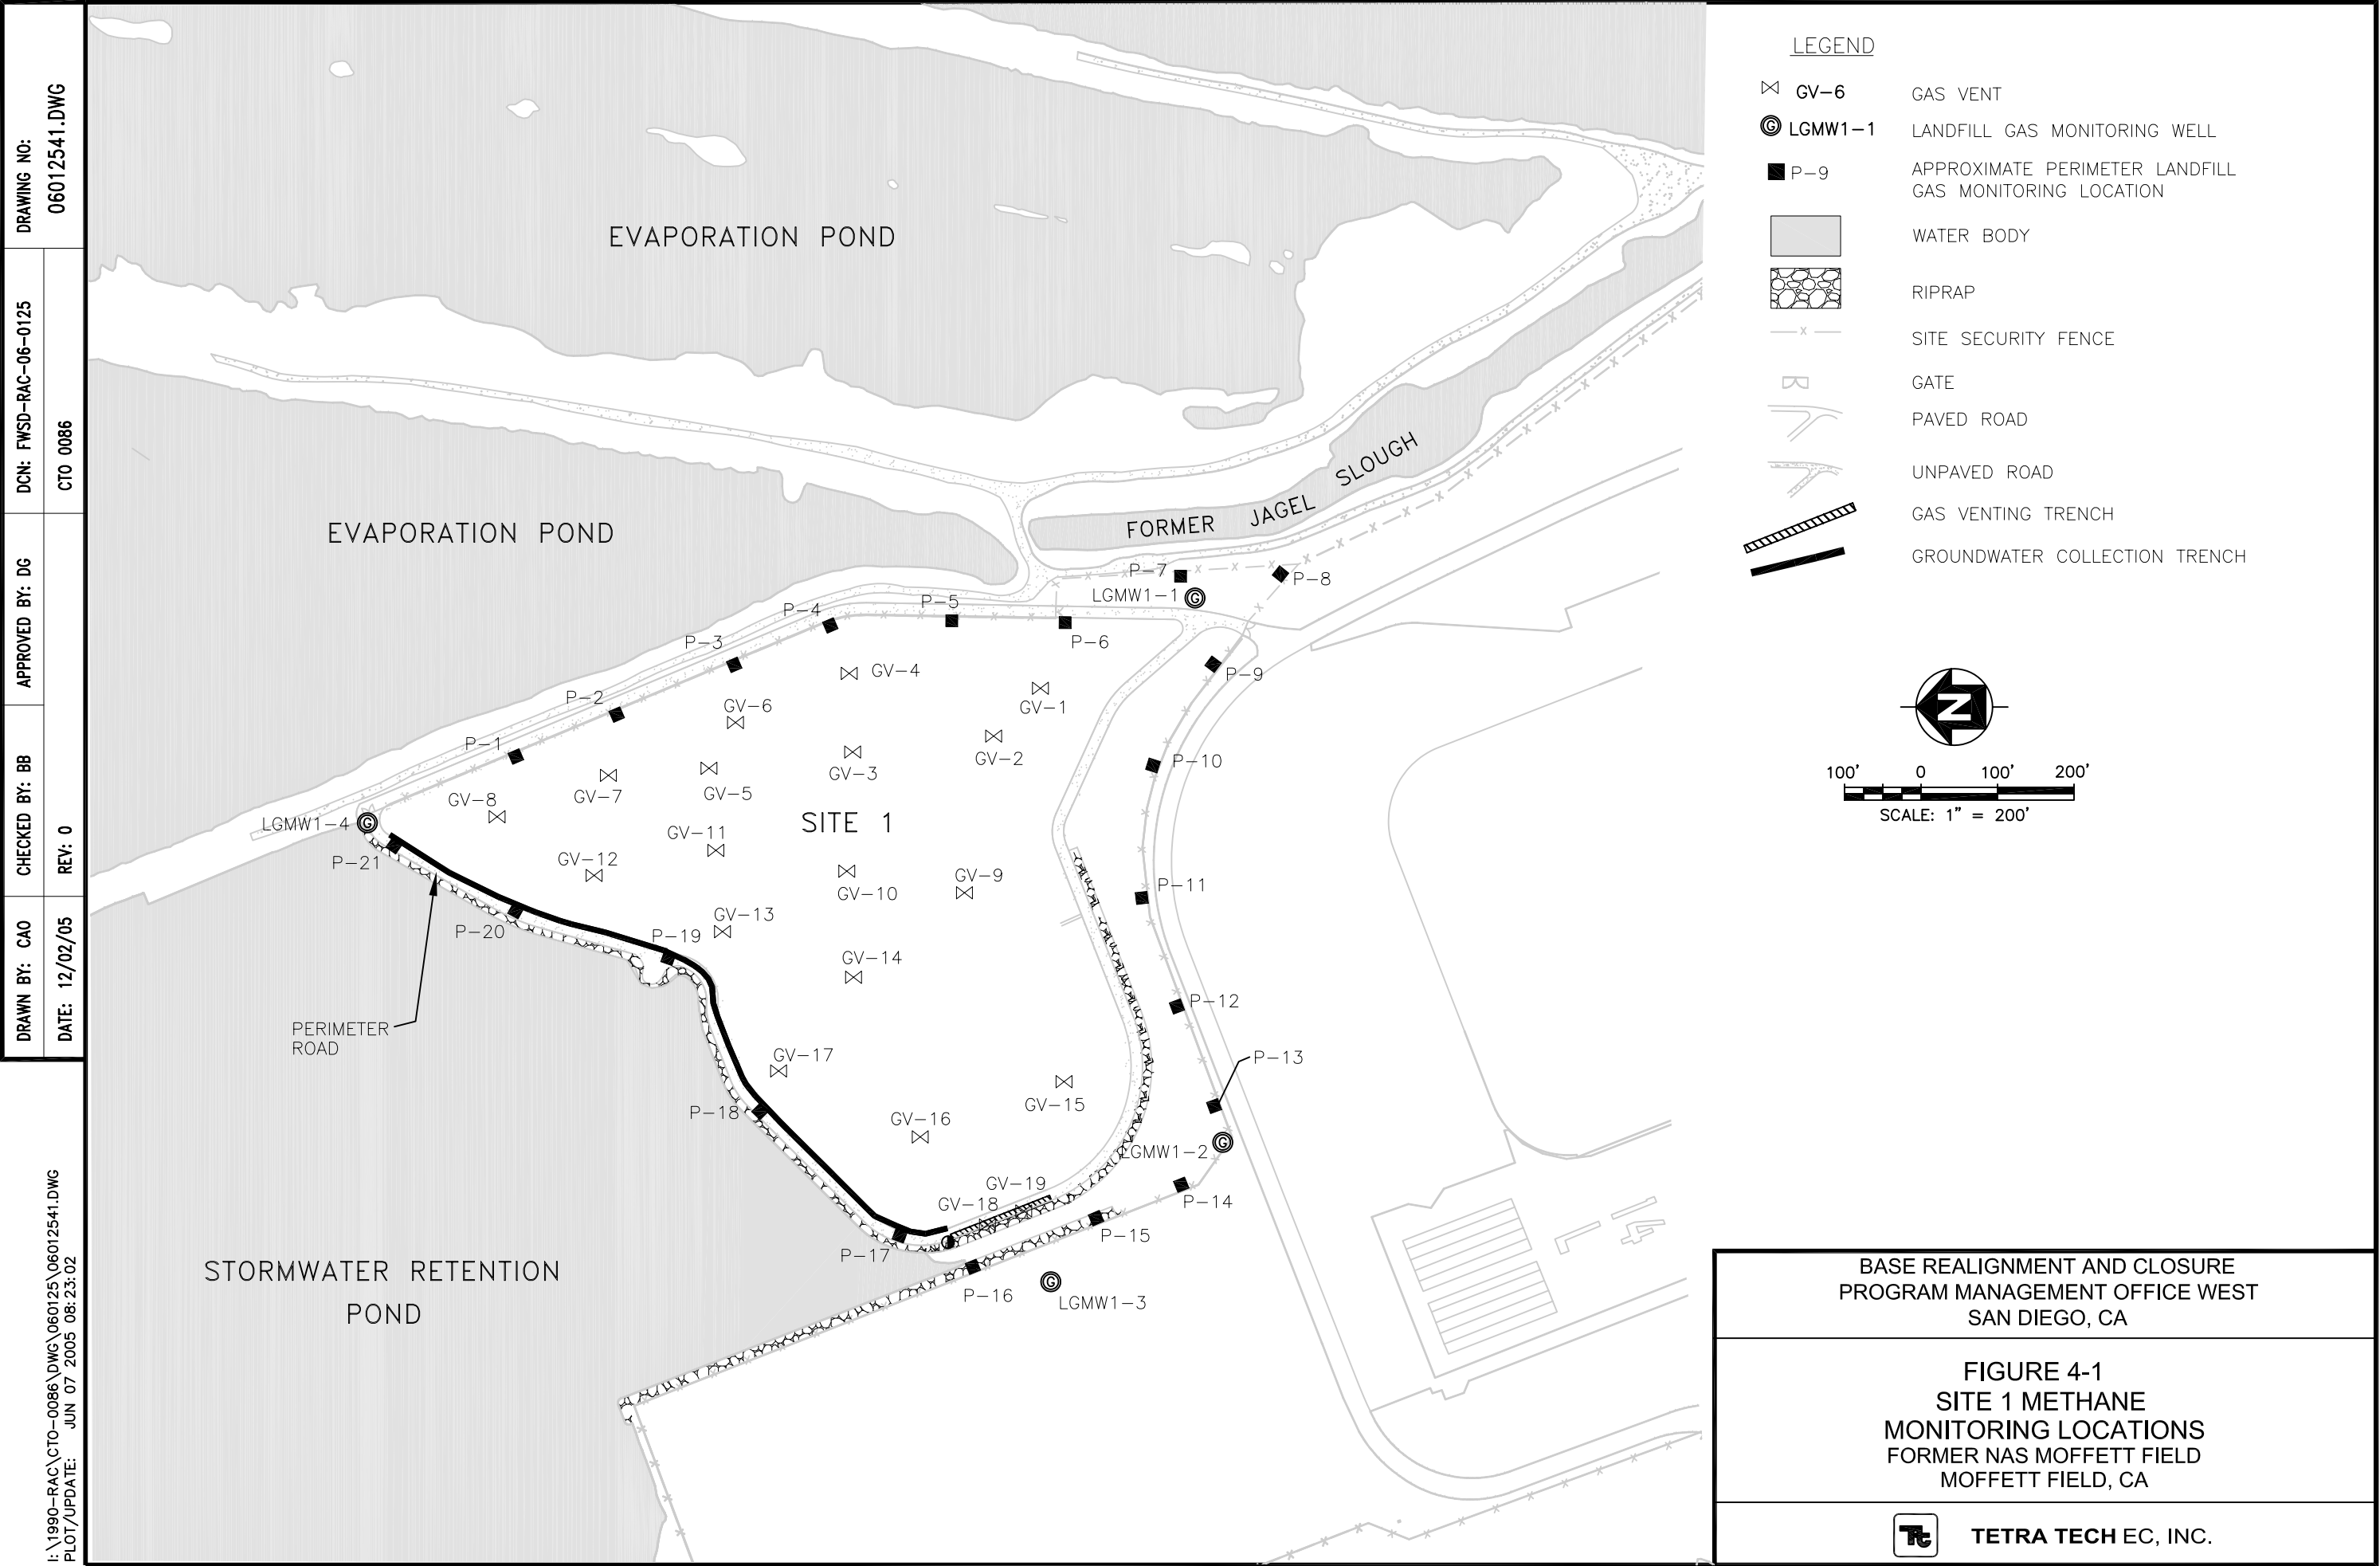 DRAWING NO:
06012541.DWG
DCN: FWSD-RAC-06-0125
CTO 0086
APPROVED BY: DG
CHECKED BY: BB
REV: 0
DRAWN BY: CAO
DATE: 12/02/05
I:\1990-RAC\CTO-0086\DWG\060125\06012541.DWG
PLOT/UPDATE: JUN 07 2005 08:23:02
EVAPORATION POND
EVAPORATION POND
FORMER JAGEL SLOUGH
P-7
P-8
LGMW1-1
P-5
P-4
P-6
P-3
P-9
GV-4
GV-1
P-2
GV-6
GV-2
P-1
GV-3
P-10
GV-7
GV-5
GV-8
SITE 1
LGMW1-4
GV-11
P-21
GV-12
GV-10
GV-9
P-11
GV-13
P-20
P-19
GV-14
P-12
PERIMETER
ROAD
GV-17
P-13
P-18
GV-15
GV-16
LGMW1-2
GV-19
GV-18
P-14
P-15
P-17
P-16
LGMW1-3
STORMWATER RETENTION
POND
LEGEND
GV-6 GAS VENT
G LGMW1-1 LANDFILL GAS MONITORING WELL
P-9 APPROXIMATE PERIMETER LANDFILL
GAS MONITORING LOCATION
WATER BODY
RIPRAP
SITE SECURITY FENCE
GATE
PAVED ROAD
UNPAVED ROAD
GAS VENTING TRENCH
GROUNDWATER COLLECTION TRENCH
N
100' 0 100' 200'
SCALE: 1" = 200'
BASE REALIGNMENT AND CLOSURE
PROGRAM MANAGEMENT OFFICE WEST
SAN DIEGO, CA
FIGURE 4-1
SITE 1 METHANE
MONITORING LOCATIONS
FORMER NAS MOFFETT FIELD
MOFFETT FIELD, CA
TETRA TECH EC, INC.